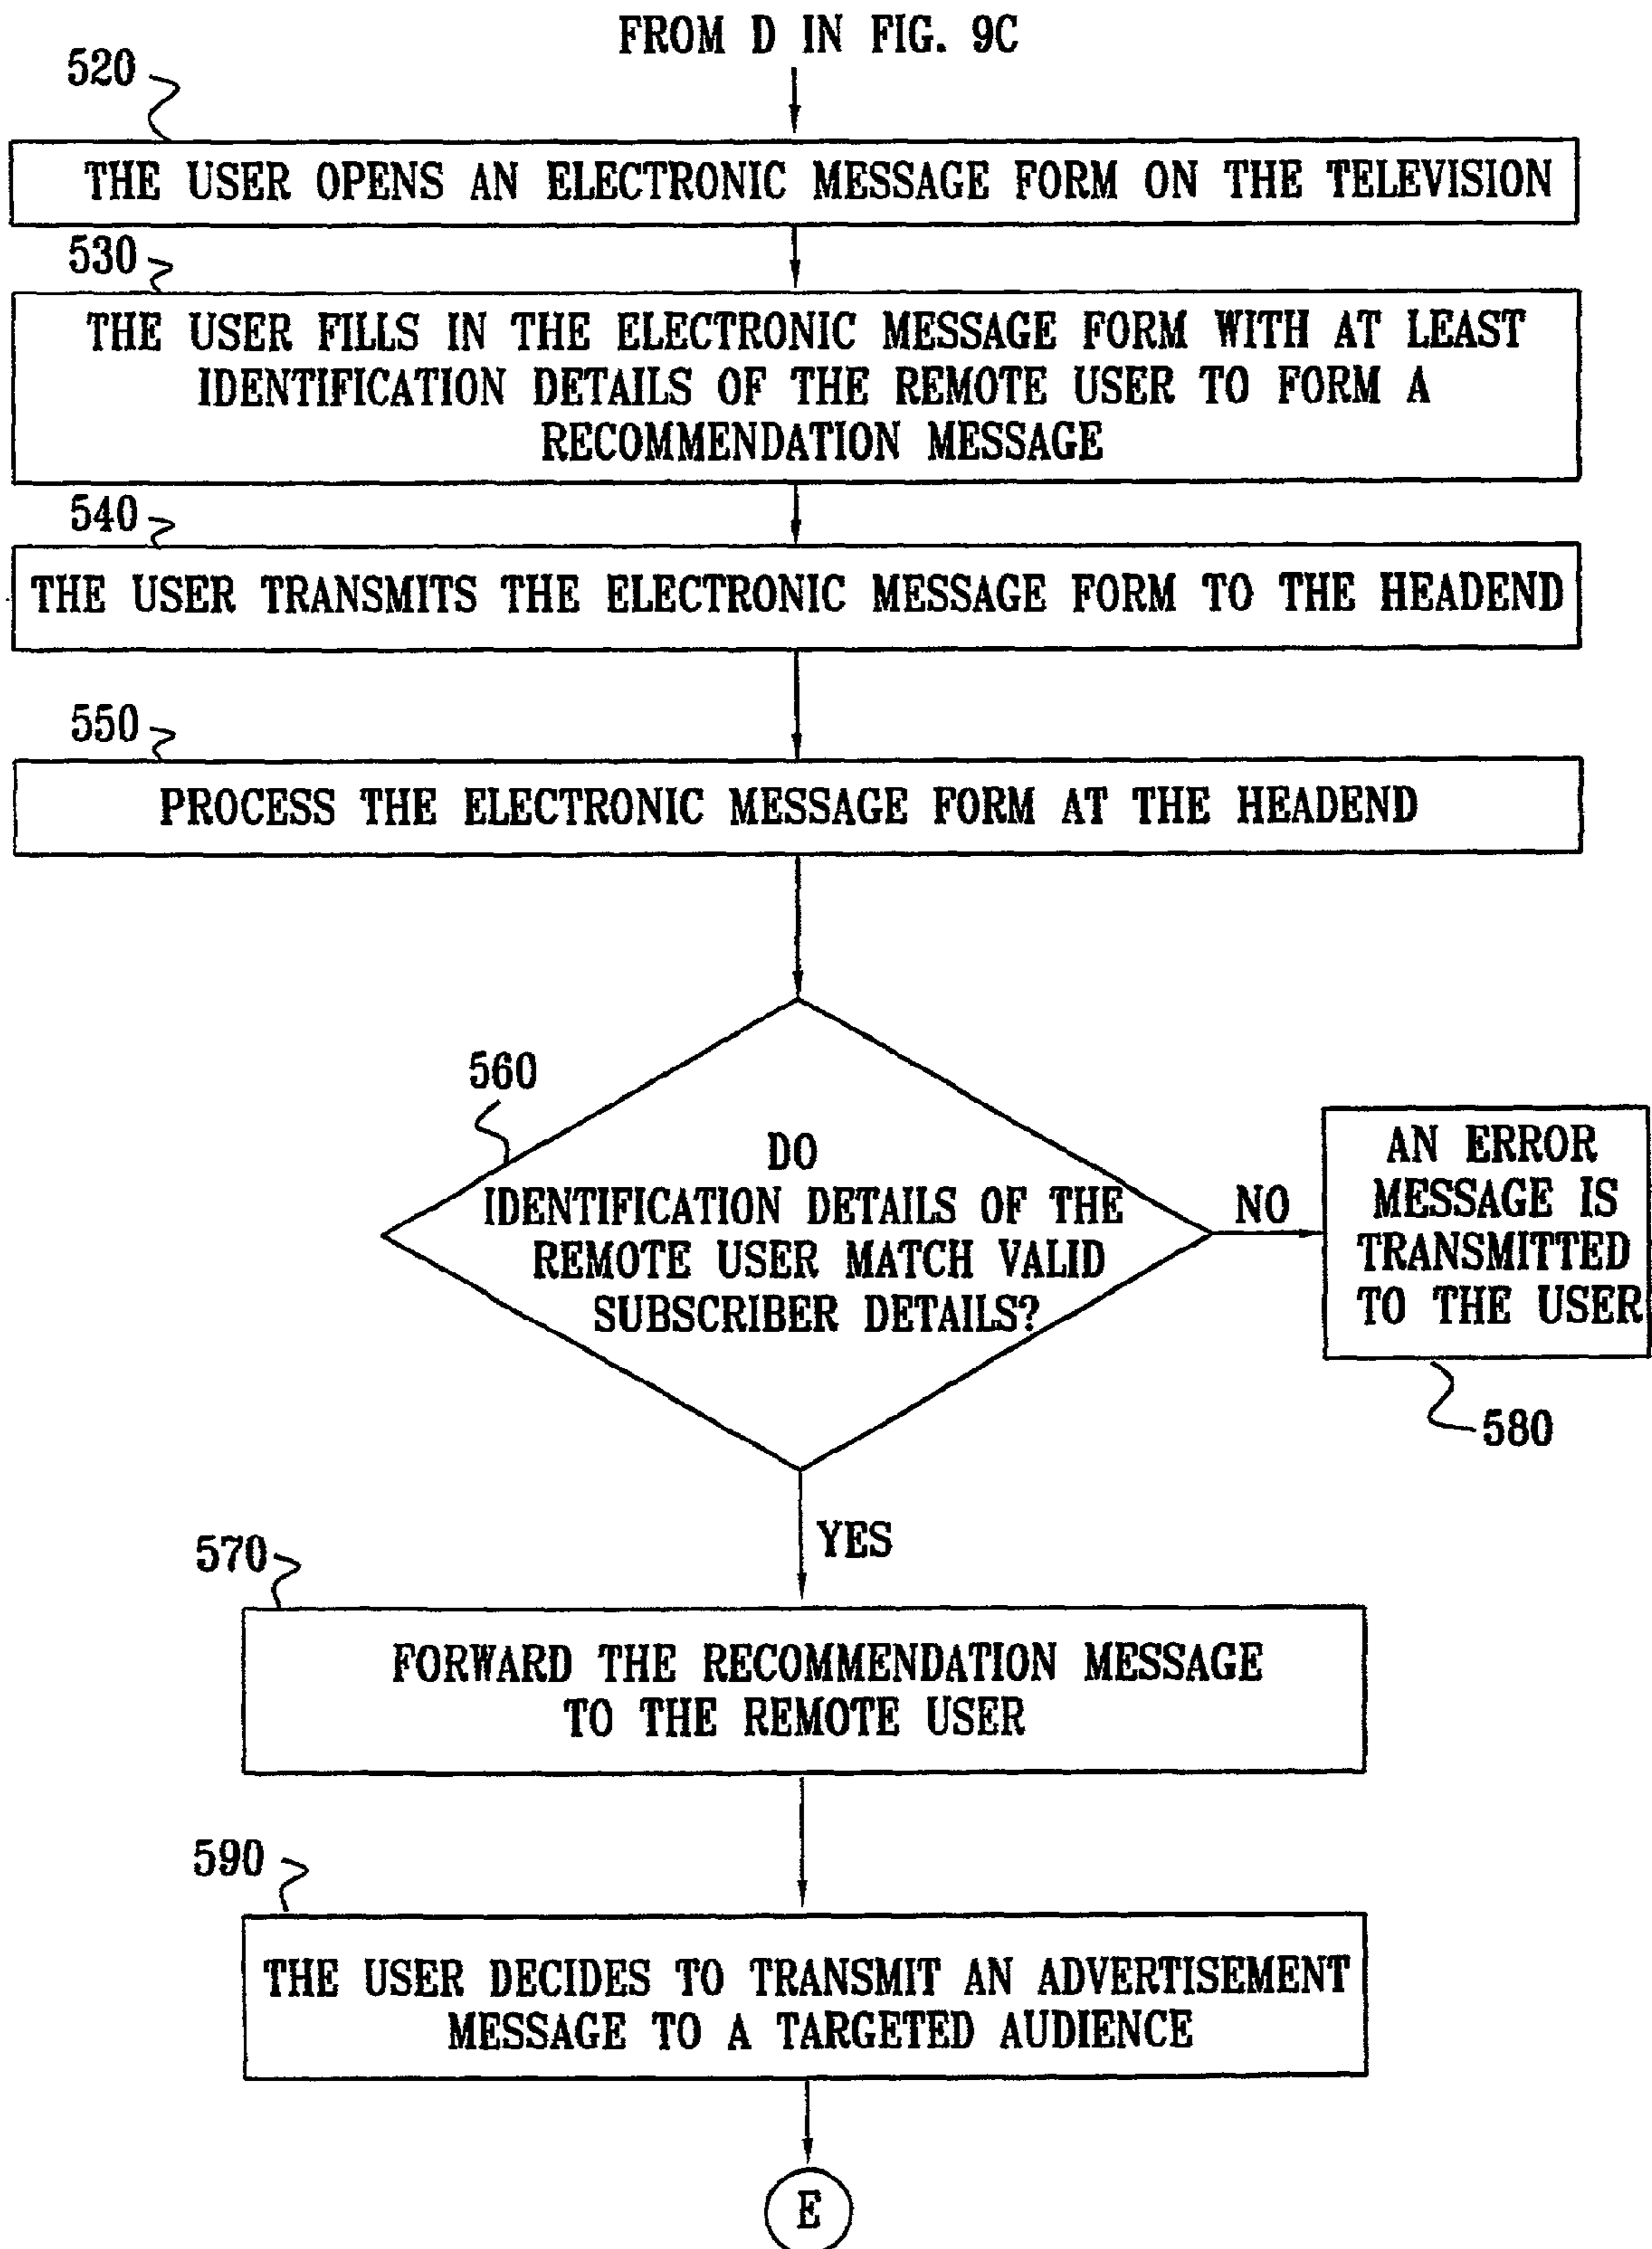 FROM D IN FIG. 9C
520
THE USER OPENS AN ELECTRONIC MESSAGE FORM ON THE TELEVISION
530
THE USER FILLS IN THE ELECTRONIC MESSAGE FORM WITH AT LEAST
IDENTIFICATION DETAILS OF THE REMOTE USER TO FORM A
RECOMMENDATION MESSAGE
540
THE USER TRANSMITS THE ELECTRONIC MESSAGE FORM TO THE HEADEND
550
PROCESS THE ELECTRONIC MESSAGE FORM AT THE HEADEND
560
DO
IDENTIFICATION DETAILS OF THE
REMOTE USER MATCH VALID
SUBSCRIBER DETAILS?
NO
AN ERROR
MESSAGE IS
TRANSMITTED
TO THE USER
580
YES
570
FORWARD THE RECOMMENDATION MESSAGE
TO THE REMOTE USER
590
THE USER DECIDES TO TRANSMIT AN ADVERTISEMENT
MESSAGE TO A TARGETED AUDIENCE
E